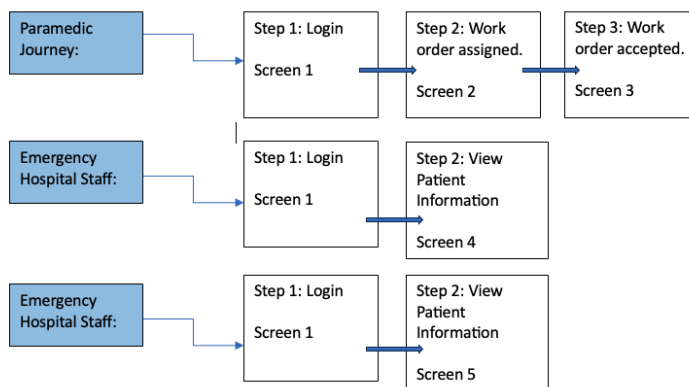 Paramedic
Journey:
Step 1: Login
Screen 1
Step 2: Work
order assigned.
Screen 2
Step 3: Work
order accepted.
Screen 3
Emergency
Hospital Staff:
Step 1: Login
Screen 1
Step 2: View
Patient
Information
Screen 4
Emergency
Hospital Staff:
Step 1: Login
Screen 1
Step 2: View
Patient
Information
Screen 5